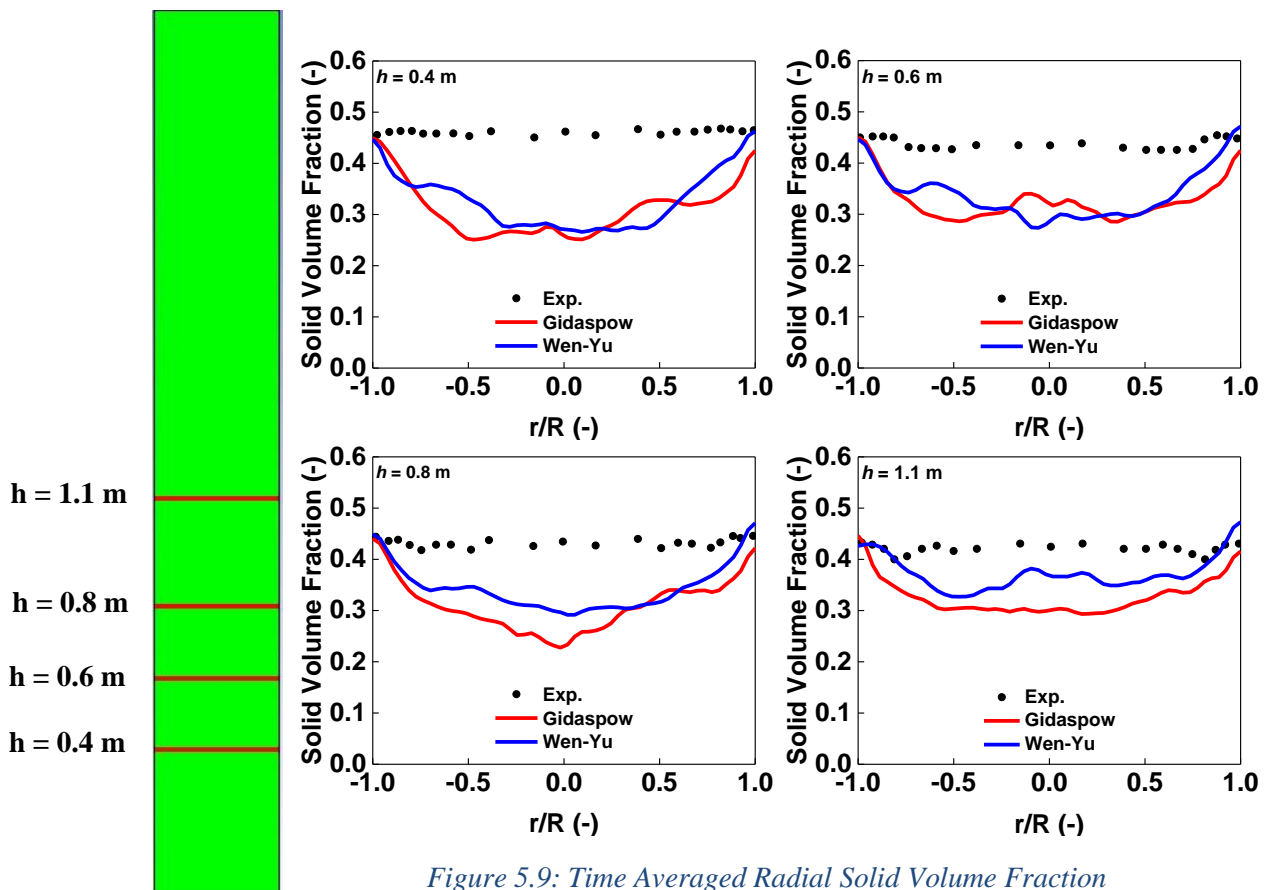 h = 1.1 m
h = 0.8 m
h = 0.6 m
h = 0.4 m
Solid Volume Fraction (-)
0.6
0.5
0.4
0.3
0.2
0.1
0.0
h = 0.4 m
Exp.
Gidaspow
Wen-Yu
-1.0 -0.5 0.0 0.5 1.0
r/R (-)
Solid Volume Fraction (-)
0.6
0.5
0.4
0.3
0.2
0.1
0.0
h = 0.6 m
Exp.
Gidaspow
Wen-Yu
-1.0 -0.5 0.0 0.5 1.0
r/R (-)
Solid Volume Fraction (-)
0.6
0.5
0.4
0.3
0.2
0.1
0.0
h = 0.8 m
Exp.
Gidaspow
Wen-Yu
-1.0 -0.5 0.0 0.5 1.0
r/R (-)
Solid Volume Fraction (-)
0.6
0.5
0.4
0.3
0.2
0.1
0.0
h = 1.1 m
Exp.
Gidaspow
Wen-Yu
-1.0 -0.5 0.0 0.5 1.0
r/R (-)
Figure 5.9: Time Averaged Radial Solid Volume Fraction